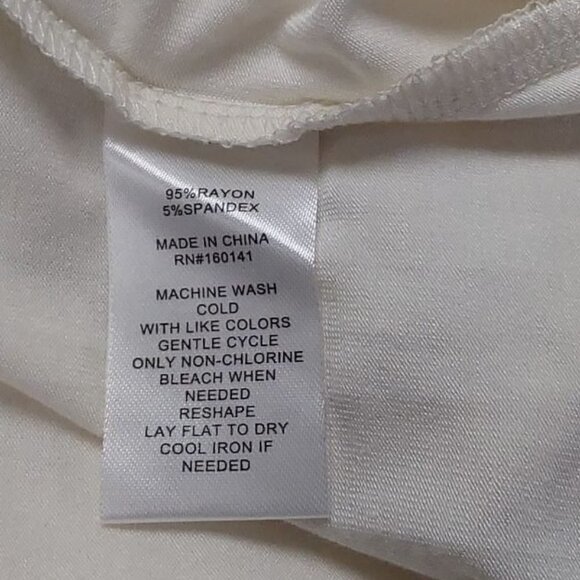 95%RAYON
5%SPANDEX
MADE IN CHINA
RN#160141
MACHINE WASH
COLD
WITH LIKE COLORS
GENTLE CYCLE
ONLY NON-CHLORINE
BLEACH WHEN
NEEDED
RESHAPE
LAY FLAT TO DRY
COOL IRON IF
NEEDED